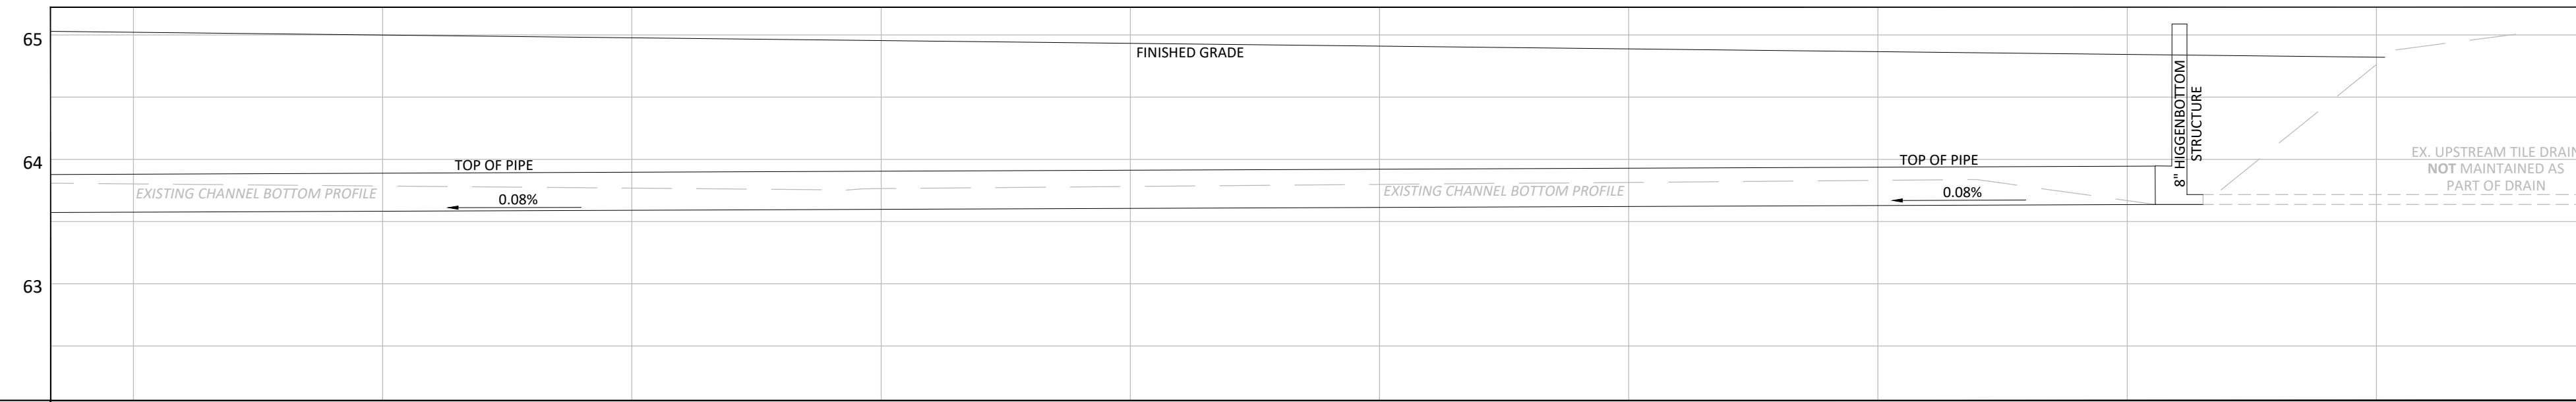 65
FINISHED GRADE
8" HIGGENBOTTOM
STRUCTURE
64
TOP OF PIPE
TOP OF PIPE
EX. UPSTREAM TILE DRAIN
NOT MAINTAINED AS
PART OF DRAIN
EXISTING CHANNEL BOTTOM PROFILE
0.08%
EXISTING CHANNEL BOTTOM PROFILE
0.08%
63